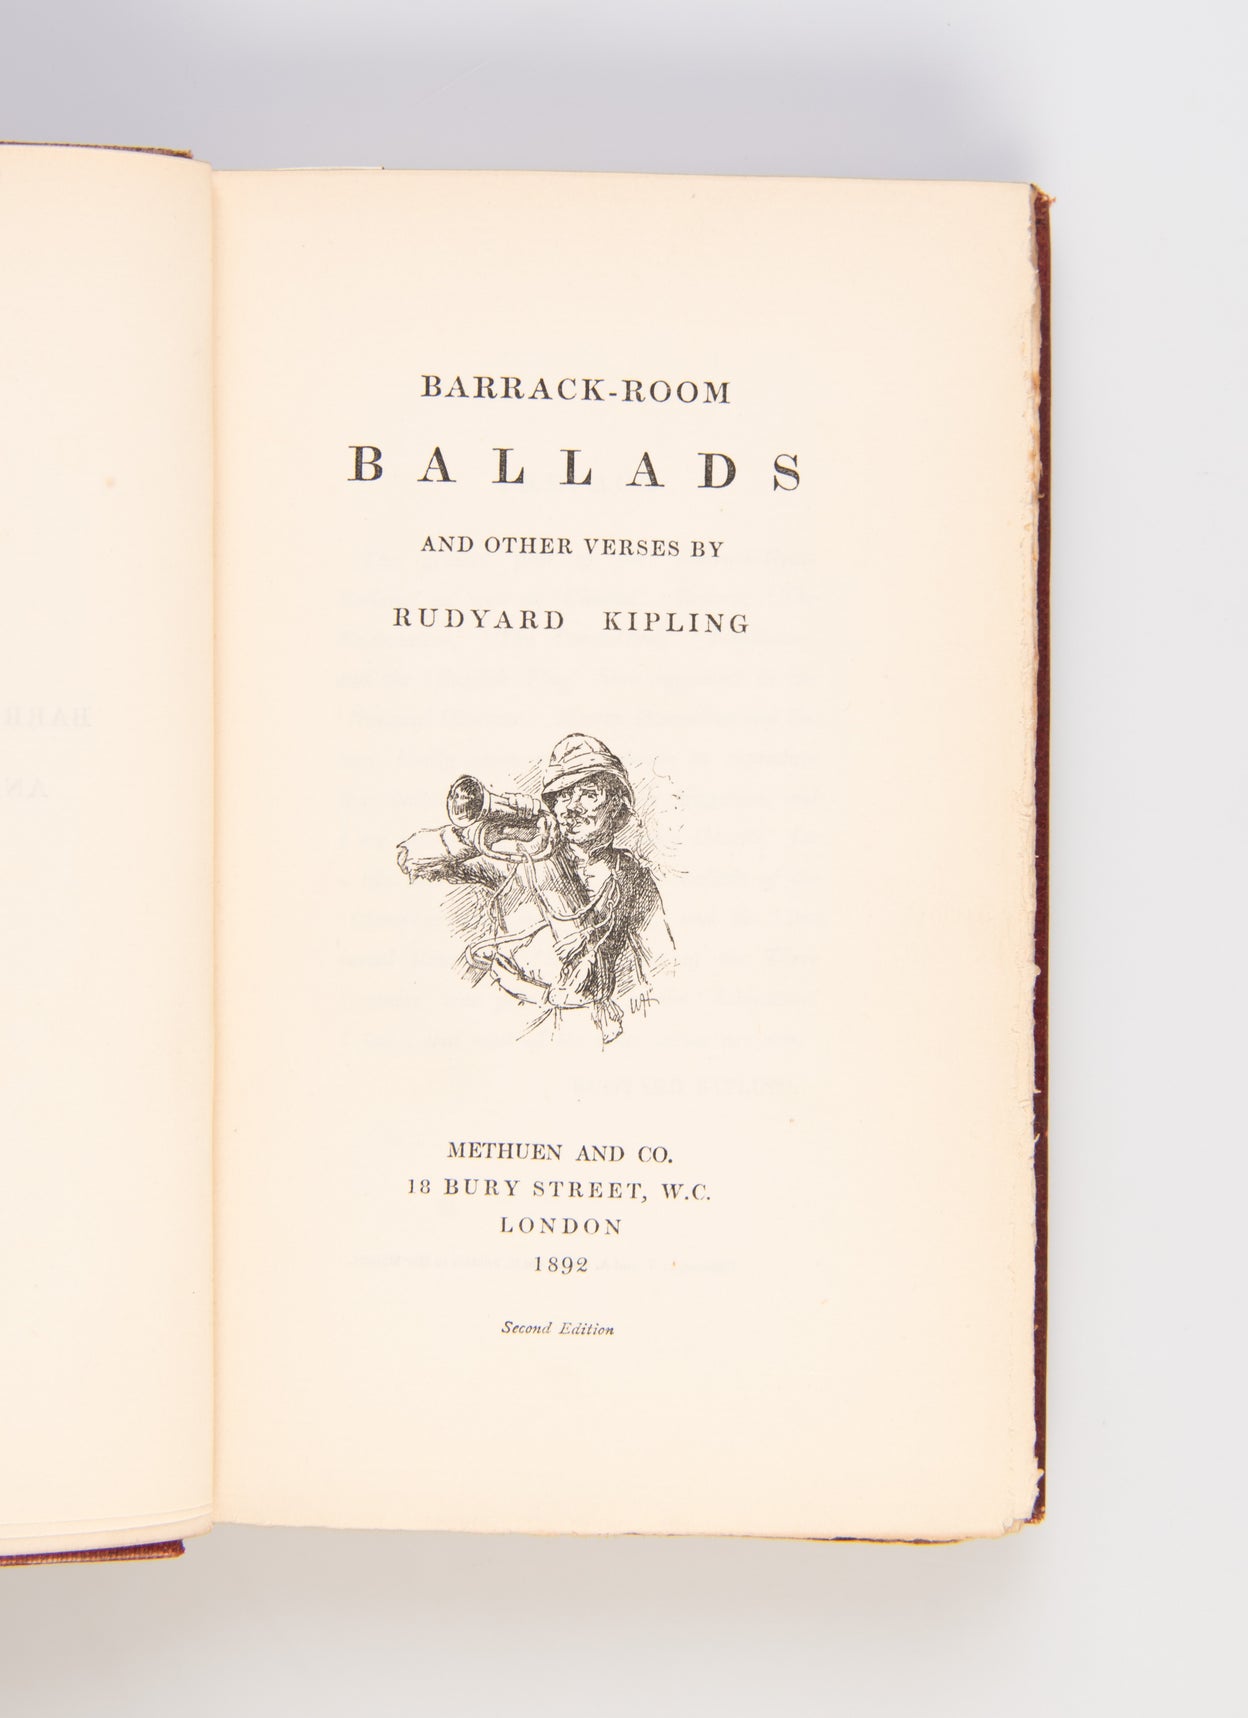 BARRACK-ROOM
BALLADS
AND OTHER VERSES BY
RUDYARD KIPLING
METHUEN AND CO.
18 BURY STREET, W.C.
LONDON
1892
Second Edition